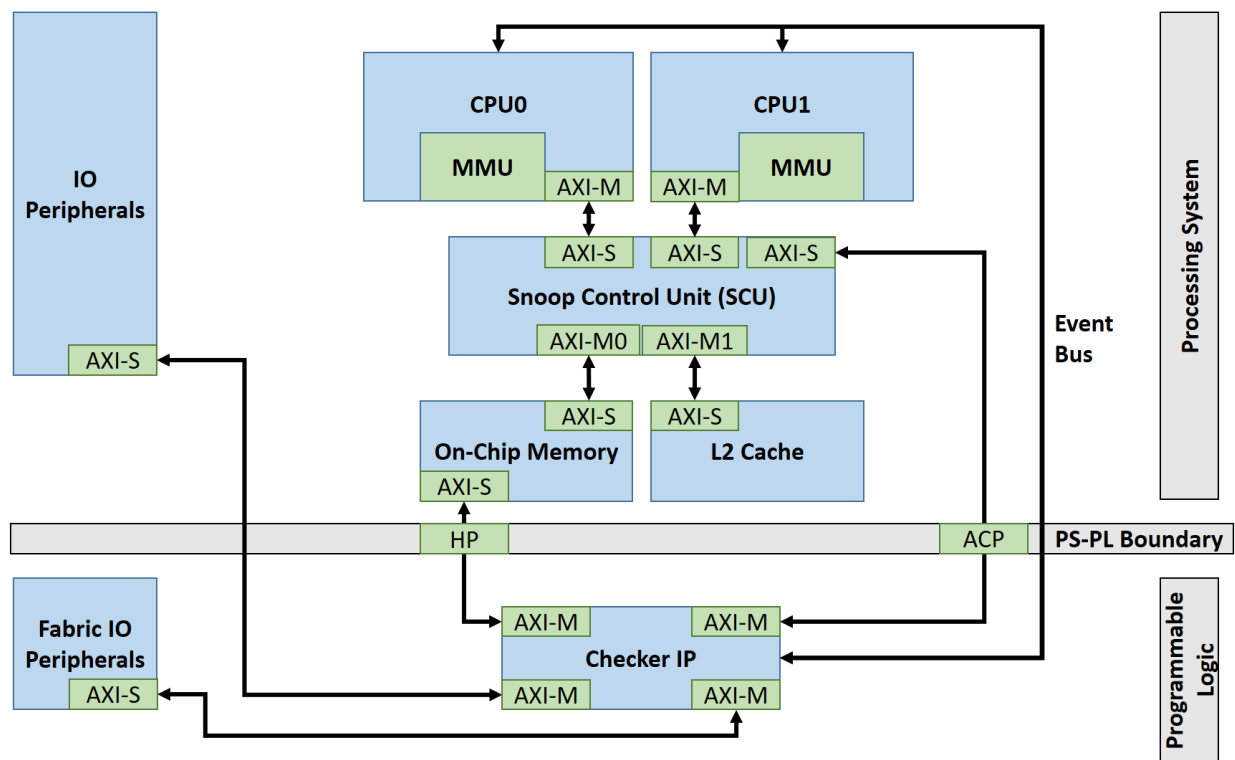 CPU0
CPU1
MMU
AXI-M
AXI-M
MMU
IO
Peripherals
AXI-S
AXI-S
AXI-S
AXI-S
Snoop Control Unit (SCU)
AXI-M0
AXI-M1
Event
Bus
Processing System
AXI-S
AXI-S
On-Chip Memory
L2 Cache
AXI-S
HP
ACP
PS-PL Boundary
Fabric IO
Peripherals
AXI-S
AXI-M
AXI-M
Checker IP
AXI-M
AXI-M
Programmable
Logic